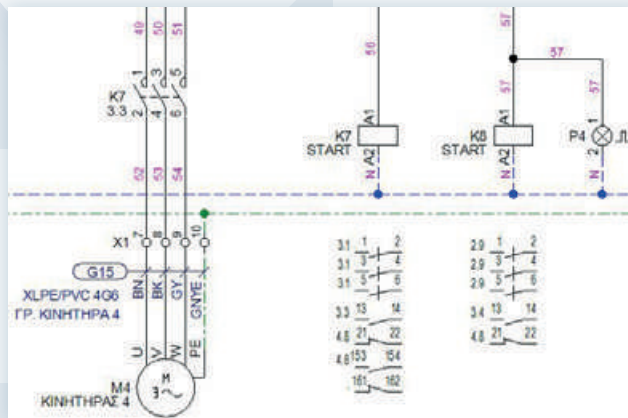 49 50 51
56
57
57
1 3 5
K7
3.3
2 4 6
57
57
A1
K7
START
A2
N
A1
K8
START
A2
N
1
P4
2
N
52 53 54
7 8 9 10
X1
G15
XLPE/PVC 4G6
ΓΡ. ΚΙΝΗΤΗΡΑ 4
BN BK GY GNYE
U V W PE
M4
ΚΙΝΗΤΗΡΑΣ 4
M
3
3.1 1 2
3.1 3 4
3.1 5 6
3.3 13 14
4.8 21 22
4.8 153 154
161 162
2.9 1 2
2.9 3 4
2.9 5 6
3.4 13 14
4.8 21 22